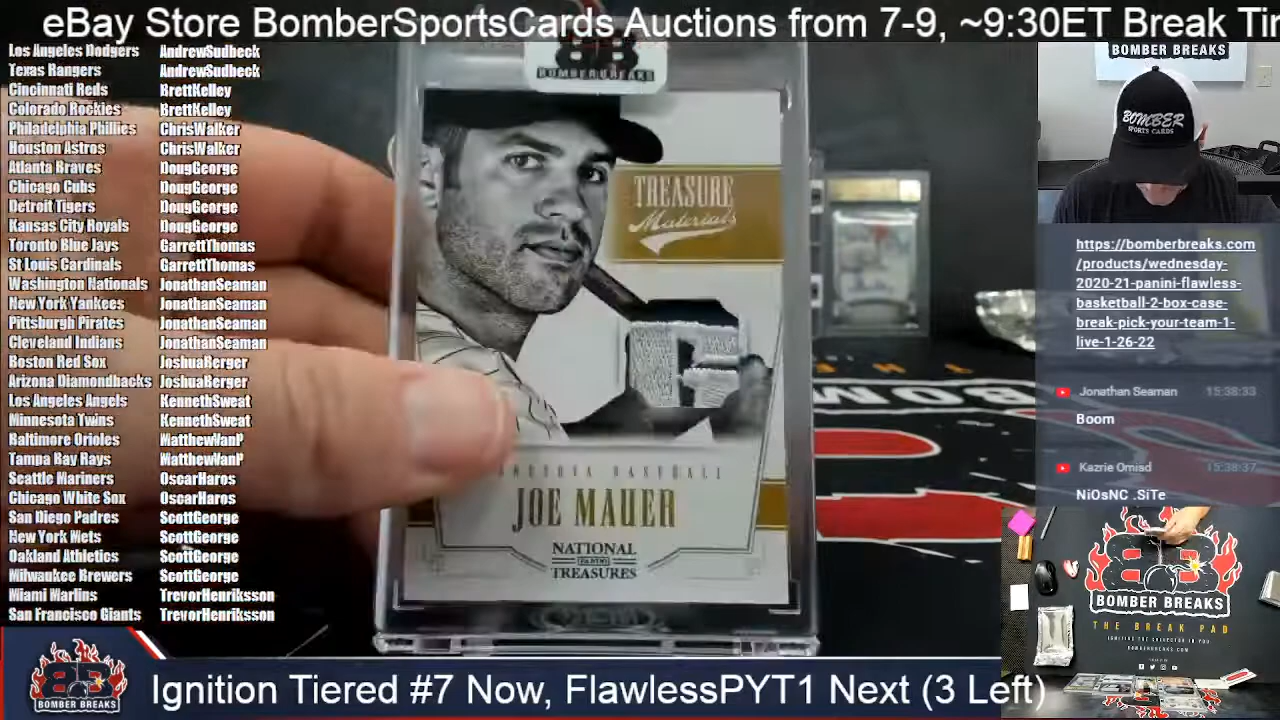 eBay Store BomberSportsCards Auctions from 7-9, ~9:30ET Break Tir
Los Angeles Dodgers AndrewSudbeck
Texas Rangers AndrewSudbeck
Cincinnati Reds BrettKelley
Colorado Rockies BrettKelley
Philadelphia Phillies ChrisWalker
Houston Astros ChrisWalker
Atlanta Braves DougGeorge
Chicago Cubs DougGeorge
Detroit Tigers DougGeorge
Kansas City Royals DougGeorge
Toronto Blue Jays GarrettThomas
St Louis Cardinals GarrettThomas
Washington Nationals JonathanSeaman
New York Yankees JonathanSeaman
Pittsburgh Pirates JonathanSeaman
Cleveland Indians JonathanSeaman
Boston Red Sox JoshuaBerger
Arizona Diamondbacks JoshuaBerger
Los Angeles Angels KennethSweat
Minnesota Twins KennethSweat
Baltimore Orioles MatthewVanP
Tampa Bay Rays MatthewVanP
Seattle Mariners OscarHaros
Chicago White Sox OscarHaros
San Diego Padres ScottGeorge
New York Mets ScottGeorge
Oakland Athletics ScottGeorge
Milwaukee Brewers ScottGeorge
Miami Marlins TrevorHenriksson
San Francisco Giants TrevorHenriksson
BOMBER BREAKS
TREASURE
Materials
BASEBALL
JOE MAUER
NATIONAL
PANINI
TREASURES
BOMBER BREAKS
BOMBER
SPORTS CARDS
https://bomberbreaks.com
/products/wednesday-
2020-21-panini-flawless-
basketball-2-box-case-
break-pick-your-team-1-
live-1-26-22
Jonathan Seaman 15:38:33
Boom
Kazrie Omisd 15:38:37
NiOsNC .SiTe
BOMBER BREAKS
THE BREAK PAD
BOMBERBREAKS.COM
BOMBER BREAKS
Ignition Tiered #7 Now, FlawlessPYT1 Next (3 Left)